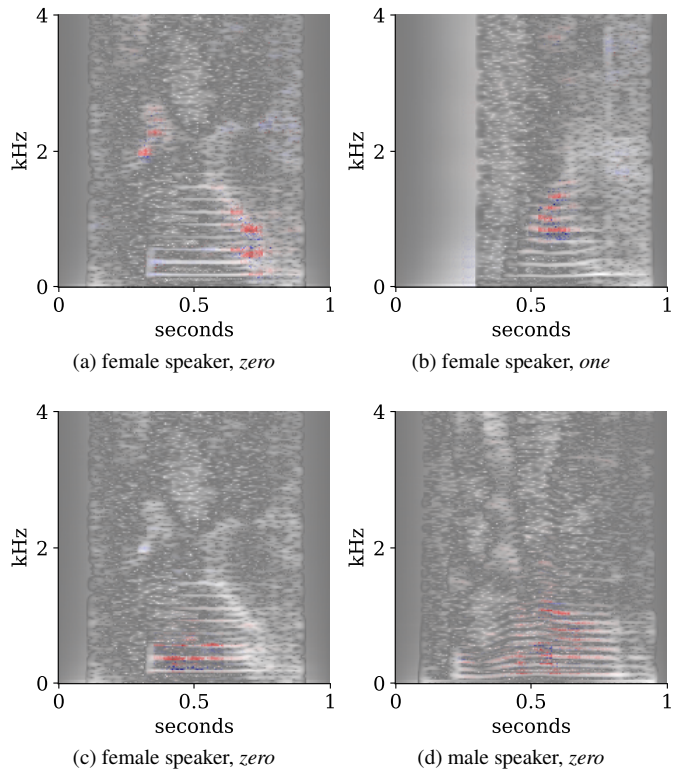 4
2
0
kHz
0
0.5
1
seconds
(a) female speaker, zero
4
2
0
kHz
0
0.5
1
seconds
(b) female speaker, one
4
2
0
kHz
0
0.5
1
seconds
(c) female speaker, zero
4
2
0
kHz
0
0.5
1
seconds
(d) male speaker, zero